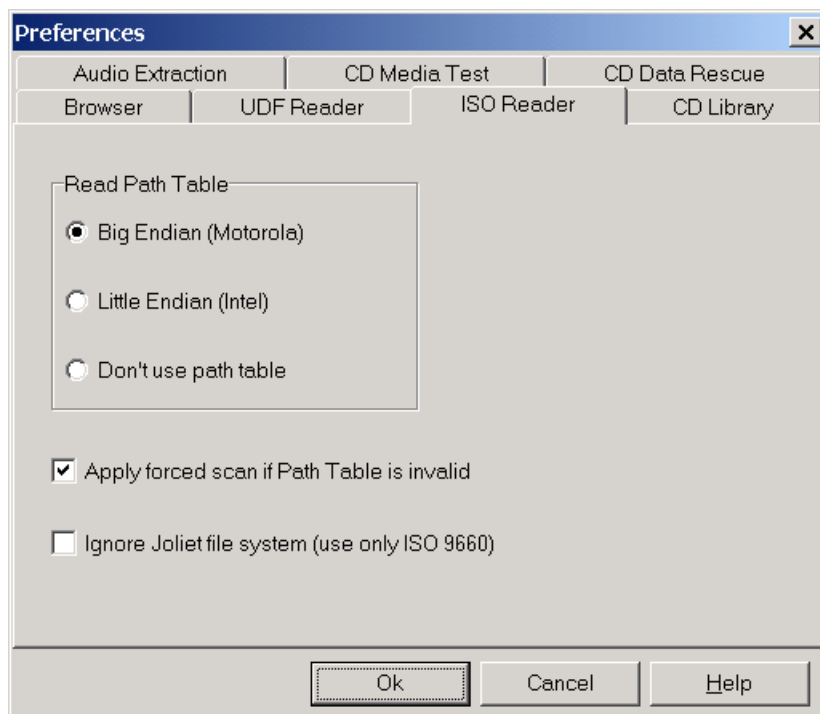 Preferences
Audio Extraction
CD Media Test
CD Data Rescue
Browser
UDF Reader
ISO Reader
CD Library
Read Path Table
Big Endian (Motorola)
Little Endian (Intel)
Don't use path table
Apply forced scan if Path Table is invalid
Ignore Joliet file system (use only ISO 9660)
Ok
Cancel
Help